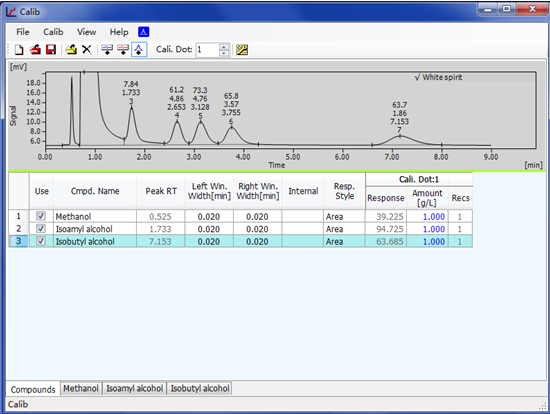 Calib
File Calib View Help
Cali. Dot: 1
[mV]
√ White spirit
18.0
16.0
14.0
12.0
10.0
8.0
6.0
Signal
7.84
1.733
3
61.2
4.86
2.653
4
73.3
4.76
3.128
5
65.8
3.57
3.755
6
63.7
1.86
7.153
7
0.00 1.00 2.00 3.00 4.00 5.00 6.00 7.00 8.00 9.00
Time [min]
Use Cmpd. Name Peak RT Left Win. Width[min] Right Win. Width[min] Internal Resp. Style Cali. Dot:1
Response Amount [g/L] Recs
1 Methanol 0.525 0.020 0.020 Area 39.225 1.000 1
2 Isoamyl alcohol 1.733 0.020 0.020 Area 94.725 1.000 1
3 Isobutyl alcohol 7.153 0.020 0.020 Area 63.685 1.000 1
Compounds Methanol Isoamyl alcohol Isobutyl alcohol
Calib